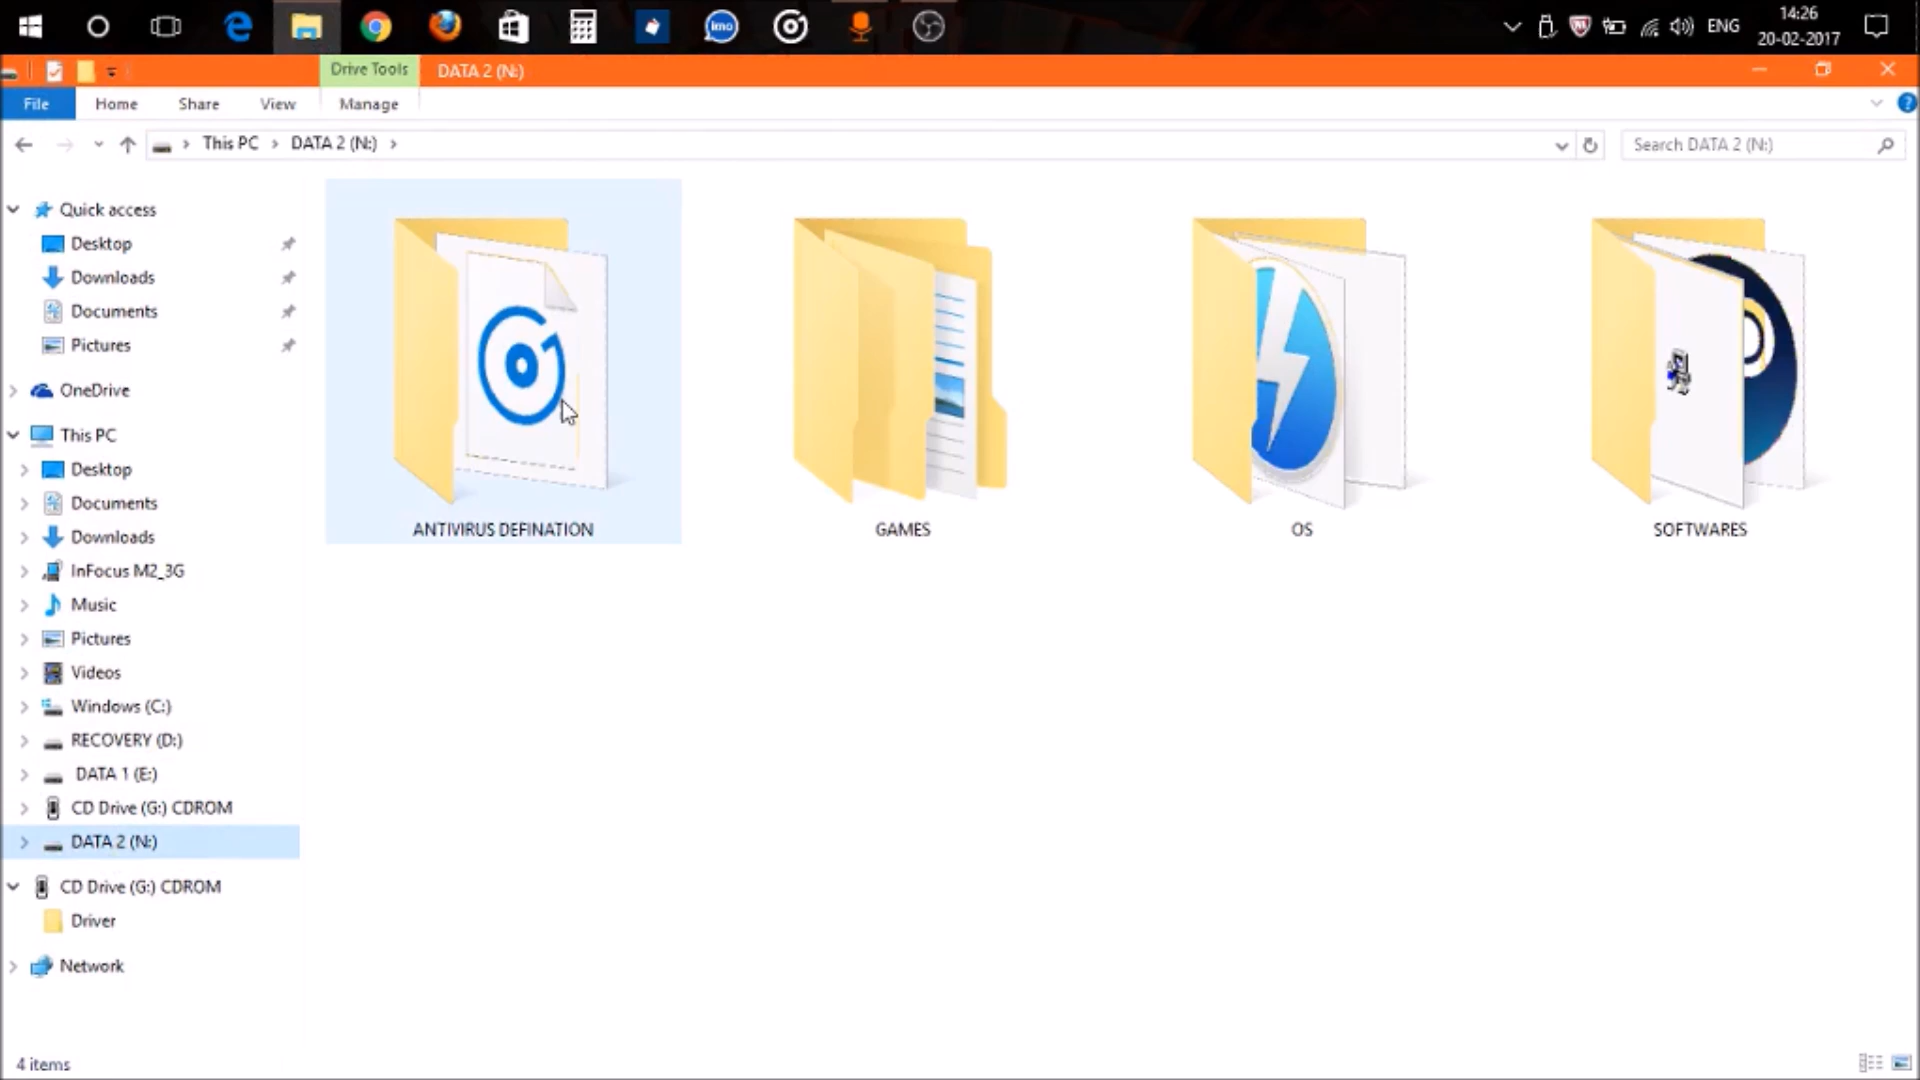 imo
ENG
14:26
20-02-2017
Drive Tools
DATA 2 (N:)
File
Home
Share
View
Manage
This PC
DATA 2 (N:)
Search DATA 2 (N:)
Quick access
Desktop
Downloads
Documents
Pictures
OneDrive
This PC
Desktop
Documents
Downloads
InFocus M2_3G
Music
Pictures
Videos
Windows (C:)
RECOVERY (D:)
DATA 1 (E:)
CD Drive (G:) CDROM
DATA 2 (N:)
CD Drive (G:) CDROM
Driver
Network
ANTIVIRUS DEFINATION
GAMES
OS
SOFTWARES
4 items